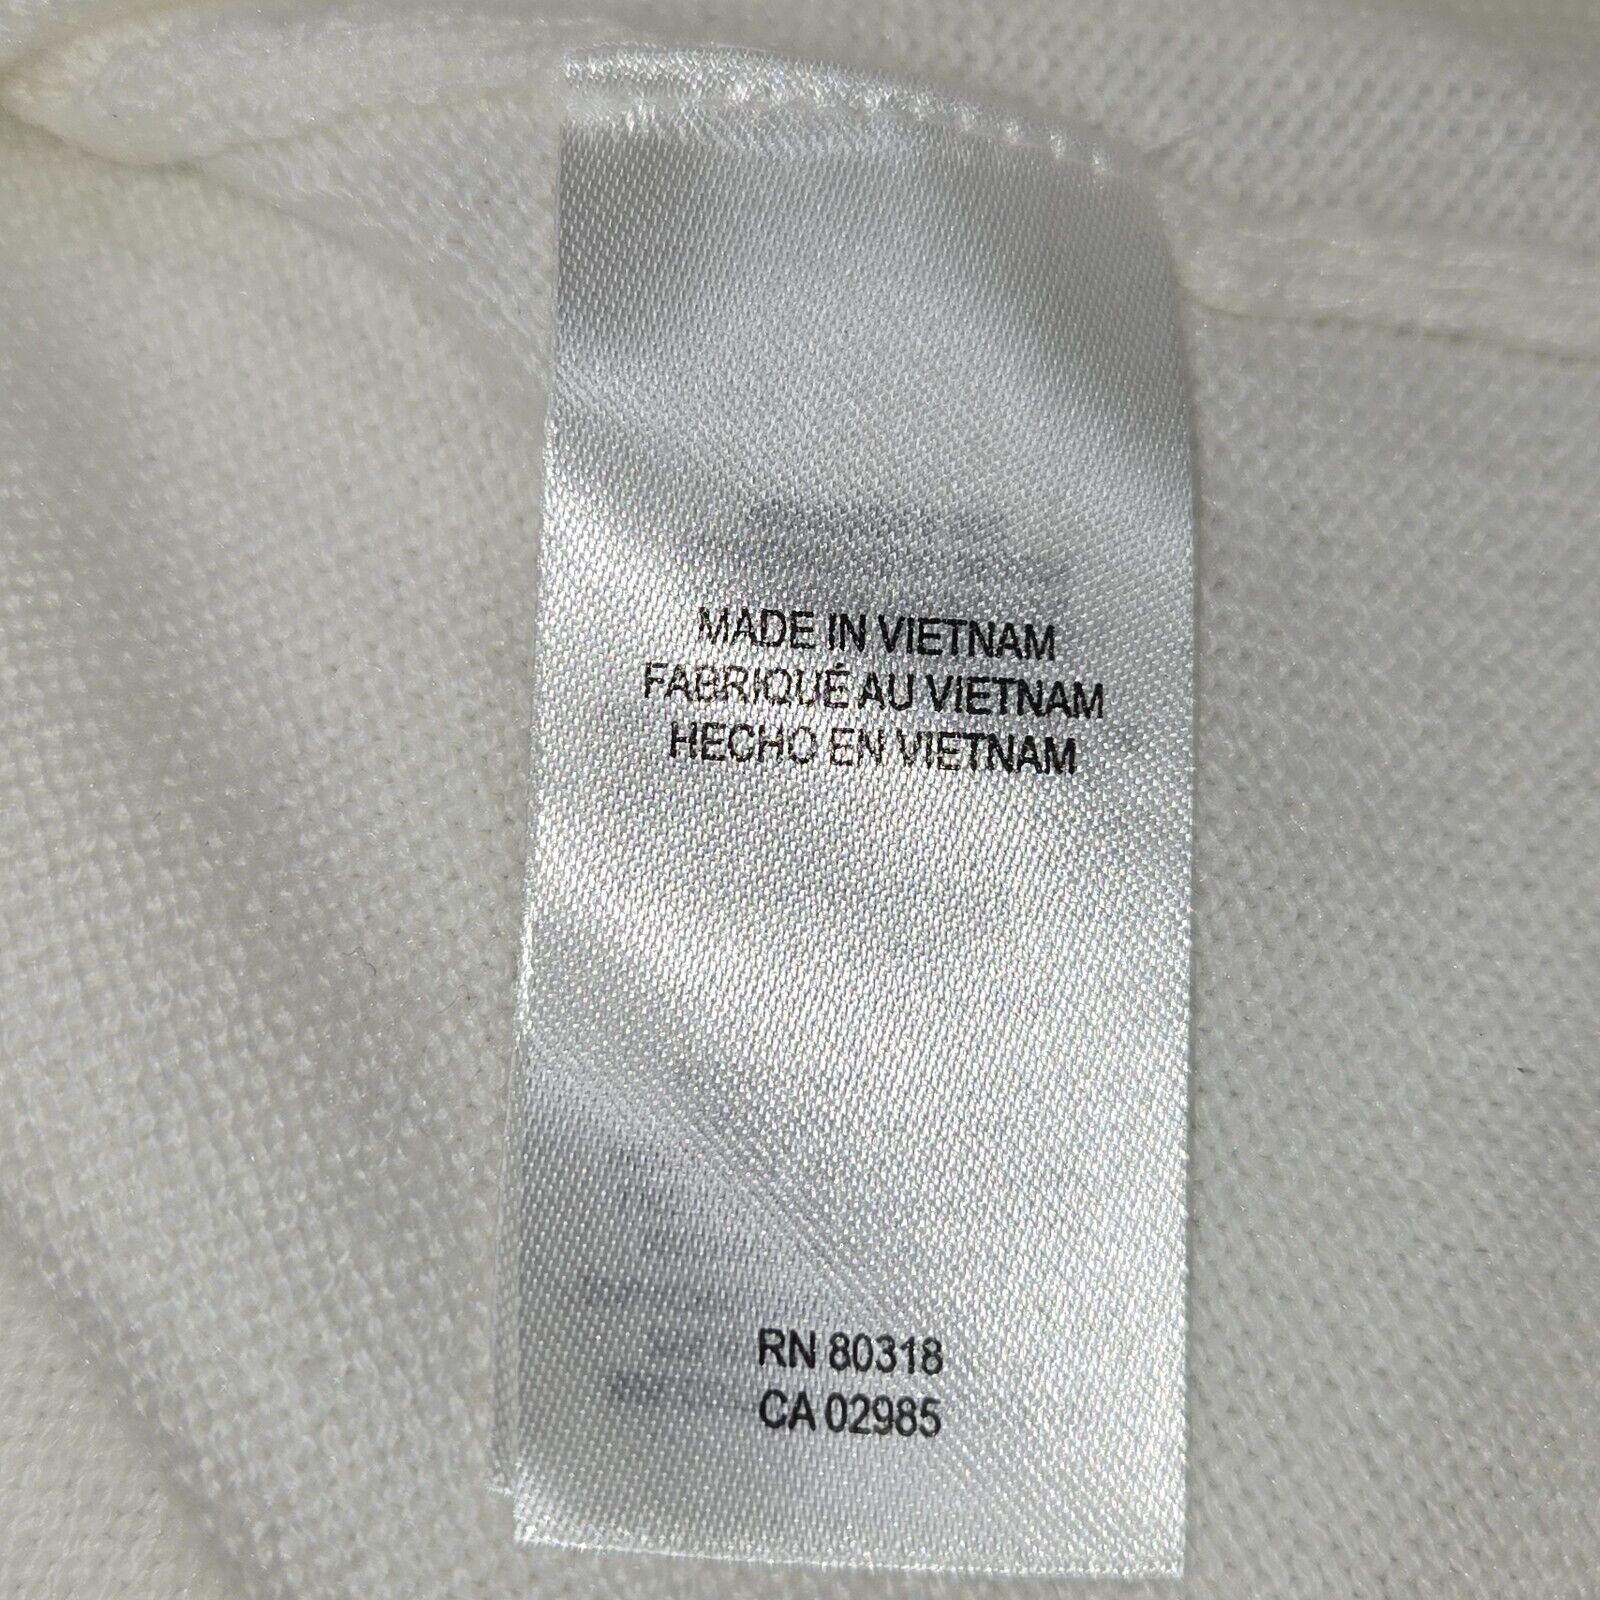 MADE IN VIETNAM
FABRIQUÉ AU VIETNAM
HECHO EN VIETNAM
RN 80318
CA 02985